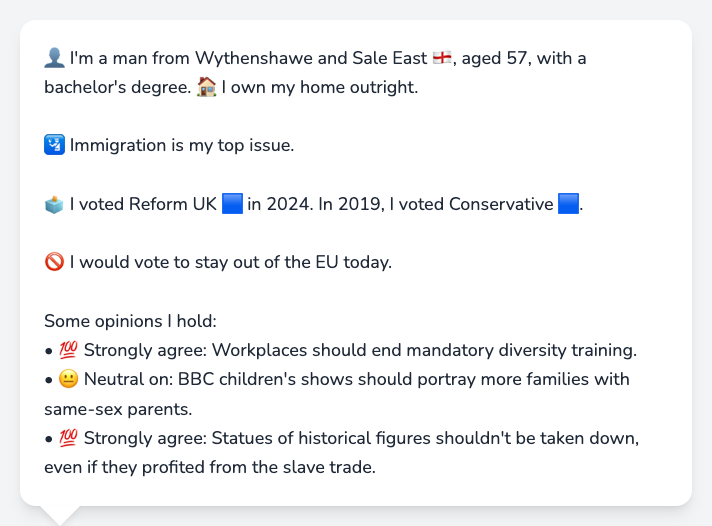 👤 I'm a man from Wythenshawe and Sale East 🏴󠁧󠁢󠁥󠁮󠁧󠁿, aged 57, with a
bachelor's degree. 🏠 I own my home outright.
🛂 Immigration is my top issue.
🗳️ I voted Reform UK 🟦 in 2024. In 2019, I voted Conservative 🟦.
🚫 I would vote to stay out of the EU today.
Some opinions I hold:
• 💯 Strongly agree: Workplaces should end mandatory diversity training.
• 😐 Neutral on: BBC children's shows should portray more families with
same-sex parents.
• 💯 Strongly agree: Statues of historical figures shouldn't be taken down,
even if they profited from the slave trade.